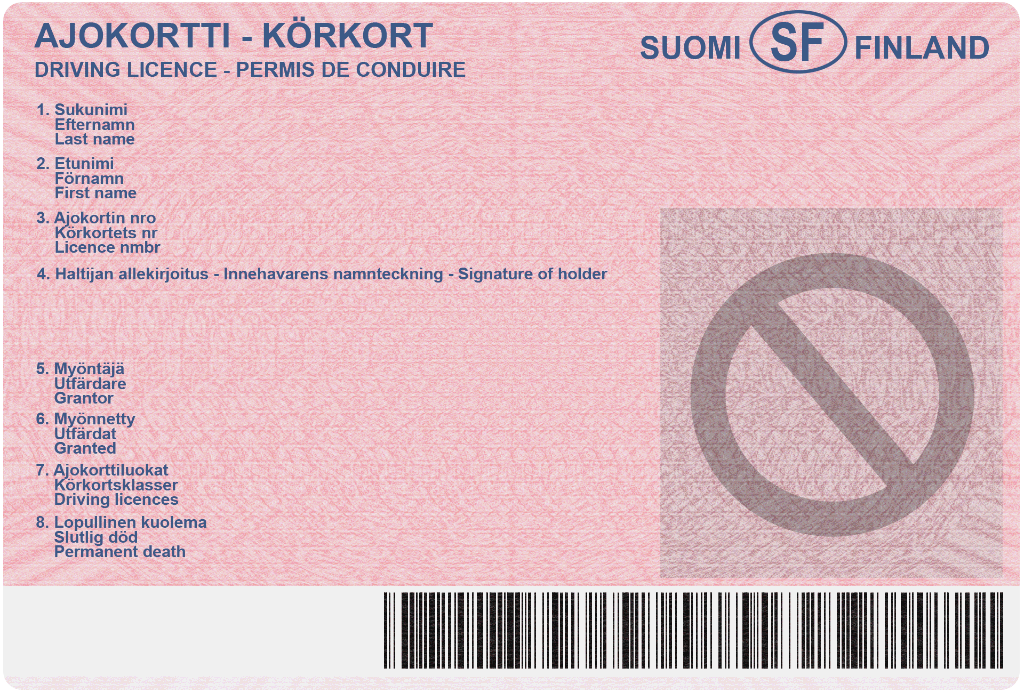 AJOKORTTI - KÖRKORT
DRIVING LICENCE - PERMIS DE CONDUIRE
SUOMI SF FINLAND
1. Sukunimi
Efternamn
Last name
2. Etunimi
Förnamn
First name
3. Ajokortin nro
Körkortets nr
Licence nmbr
4. Haltijan allekirjoitus - Innehavarens namnteckning - Signature of holder
5. Myöntäjä
Utfärdare
Grantor
6. Myönnetty
Utfärdat
Granted
7. Ajokorttiluokat
Körkortsklasser
Driving licences
8. Lopullinen kuolema
Slutlig död
Permanent death